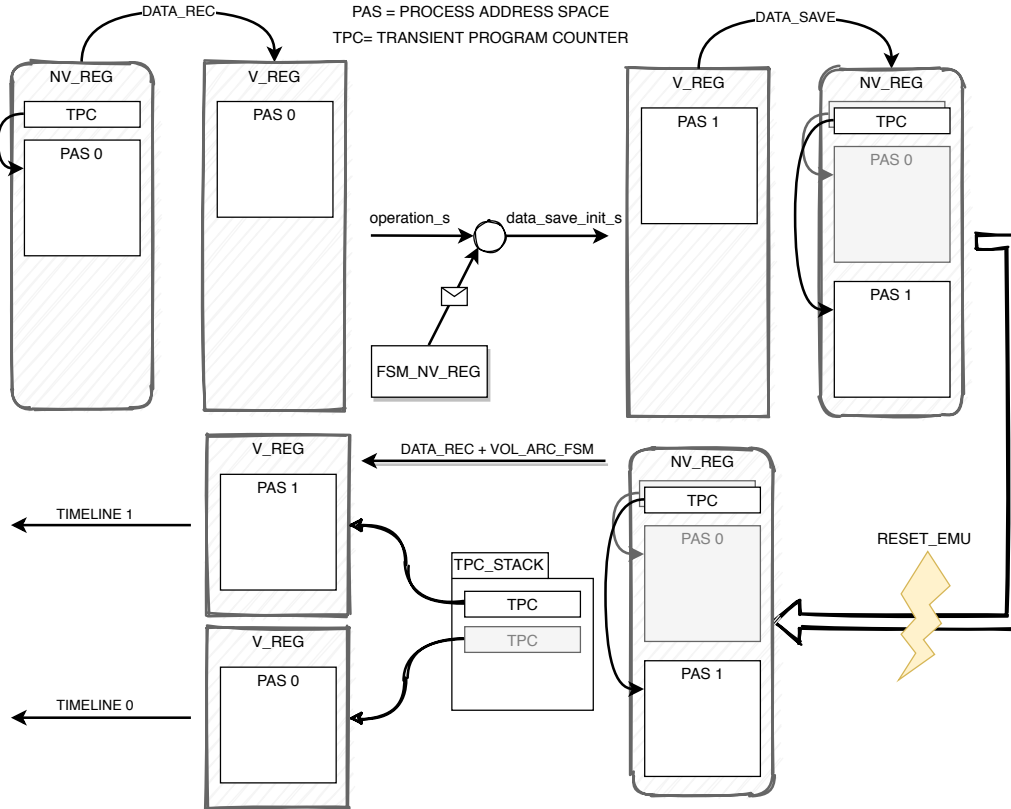 DATA_REC
PAS = PROCESS ADDRESS SPACE
DATA_SAVE
TPC= TRANSIENT PROGRAM COUNTER
NV_REG
TPC
PAS 0
V_REG
PAS 0
operation_s
data_save_init_s
FSM_NV_REG
V_REG
PAS 1
NV_REG
TPC
PAS 0
PAS 1
V_REG
PAS 1
DATA_REC + VOL_ARC_FSM
NV_REG
TPC
PAS 0
PAS 1
RESET_EMU
TIMELINE 1
TPC_STACK
TPC
TPC
V_REG
PAS 0
TIMELINE 0